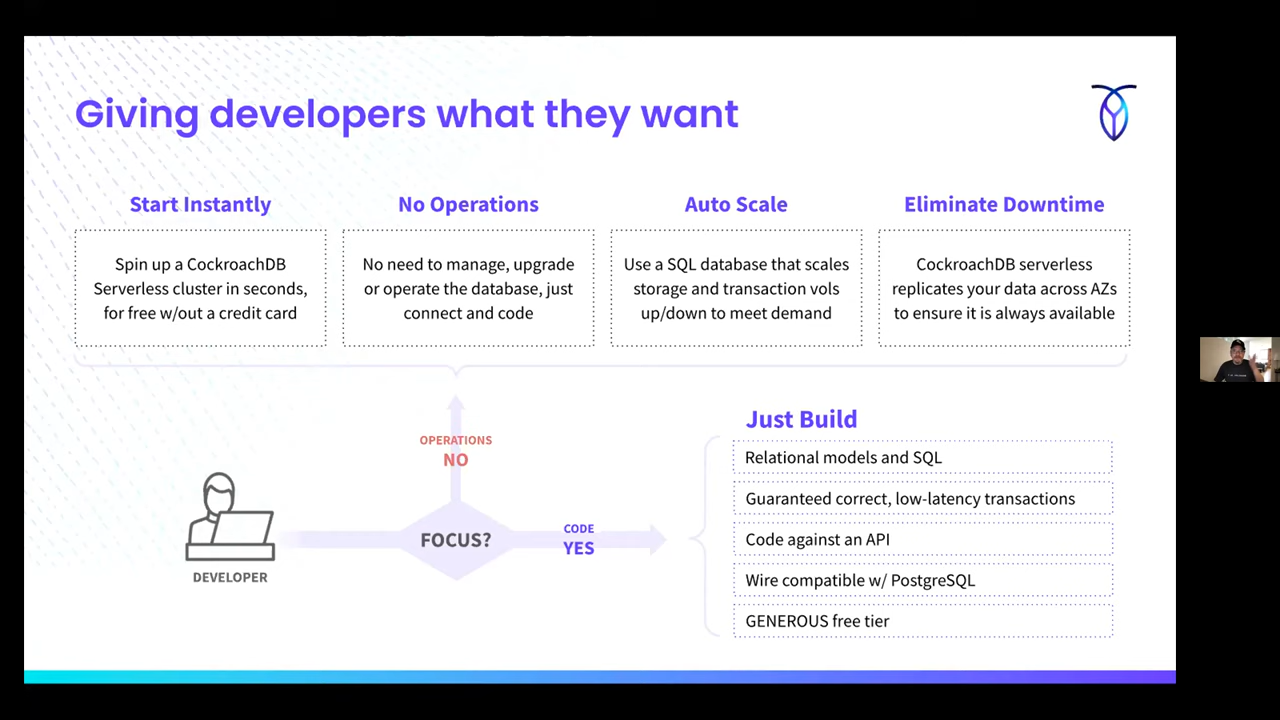 Giving developers what they want
Start Instantly
No Operations
Auto Scale
Eliminate Downtime
Spin up a CockroachDB
Serverless cluster in seconds,
for free w/out a credit card
No need to manage, upgrade
or operate the database, just
connect and code
Use a SQL database that scales
storage and transaction vols
up/down to meet demand
CockroachDB serverless
replicates your data across AZs
to ensure it is always available
OPERATIONS
NO
FOCUS?
CODE
YES
DEVELOPER
Just Build
Relational models and SQL
Guaranteed correct, low-latency transactions
Code against an API
Wire compatible w/ PostgreSQL
GENEROUS free tier